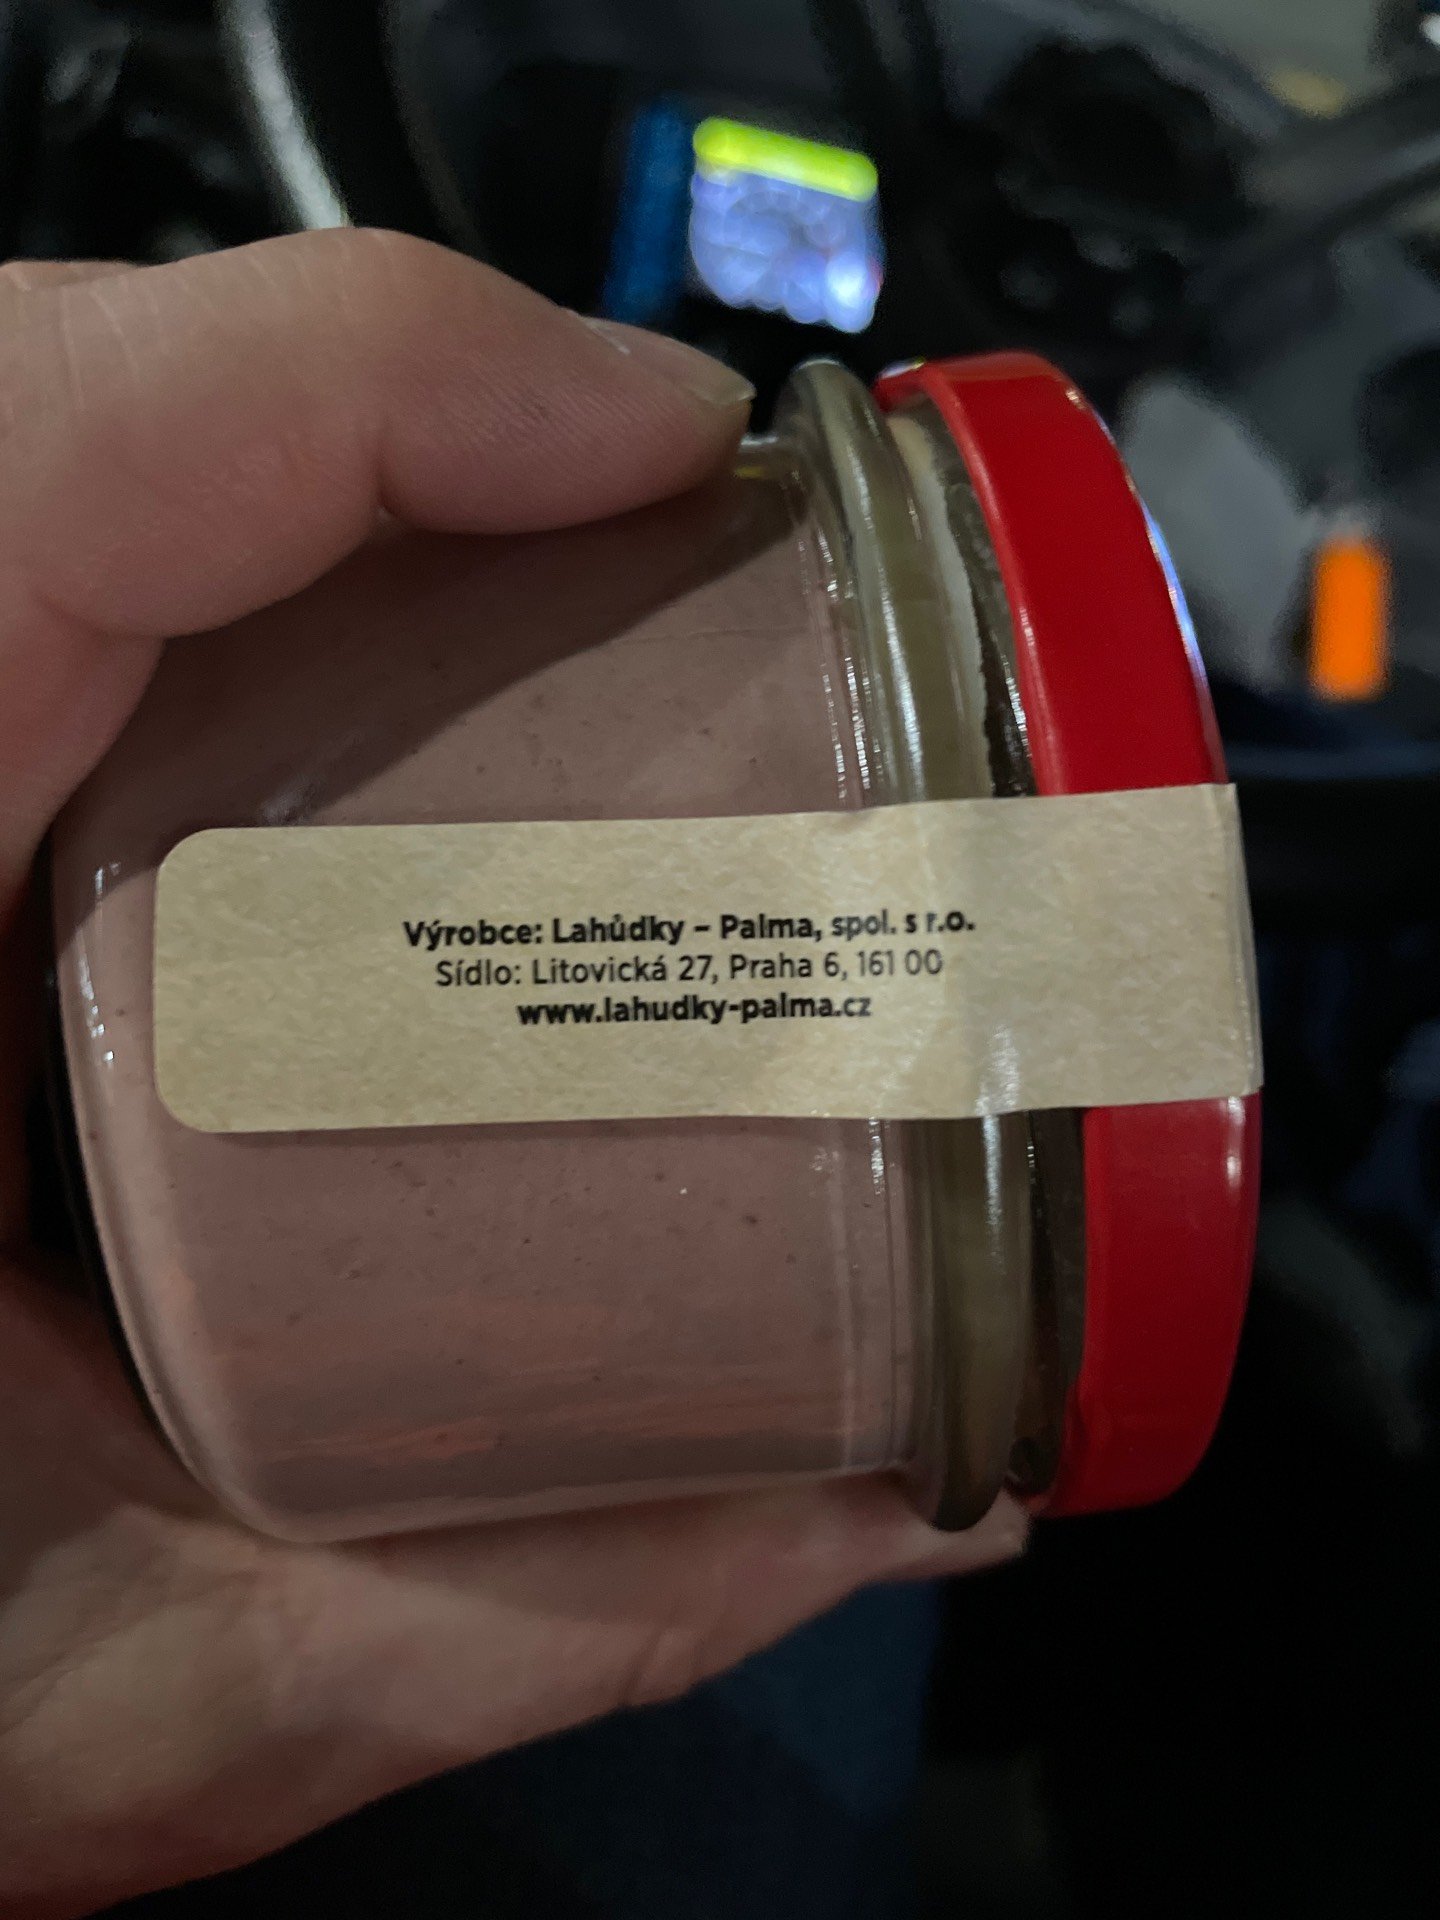 Výrobce: Lahůdky – Palma, spol. s r.o.
Sídlo: Litovická 27, Praha 6, 161 00
www.lahudky-palma.cz